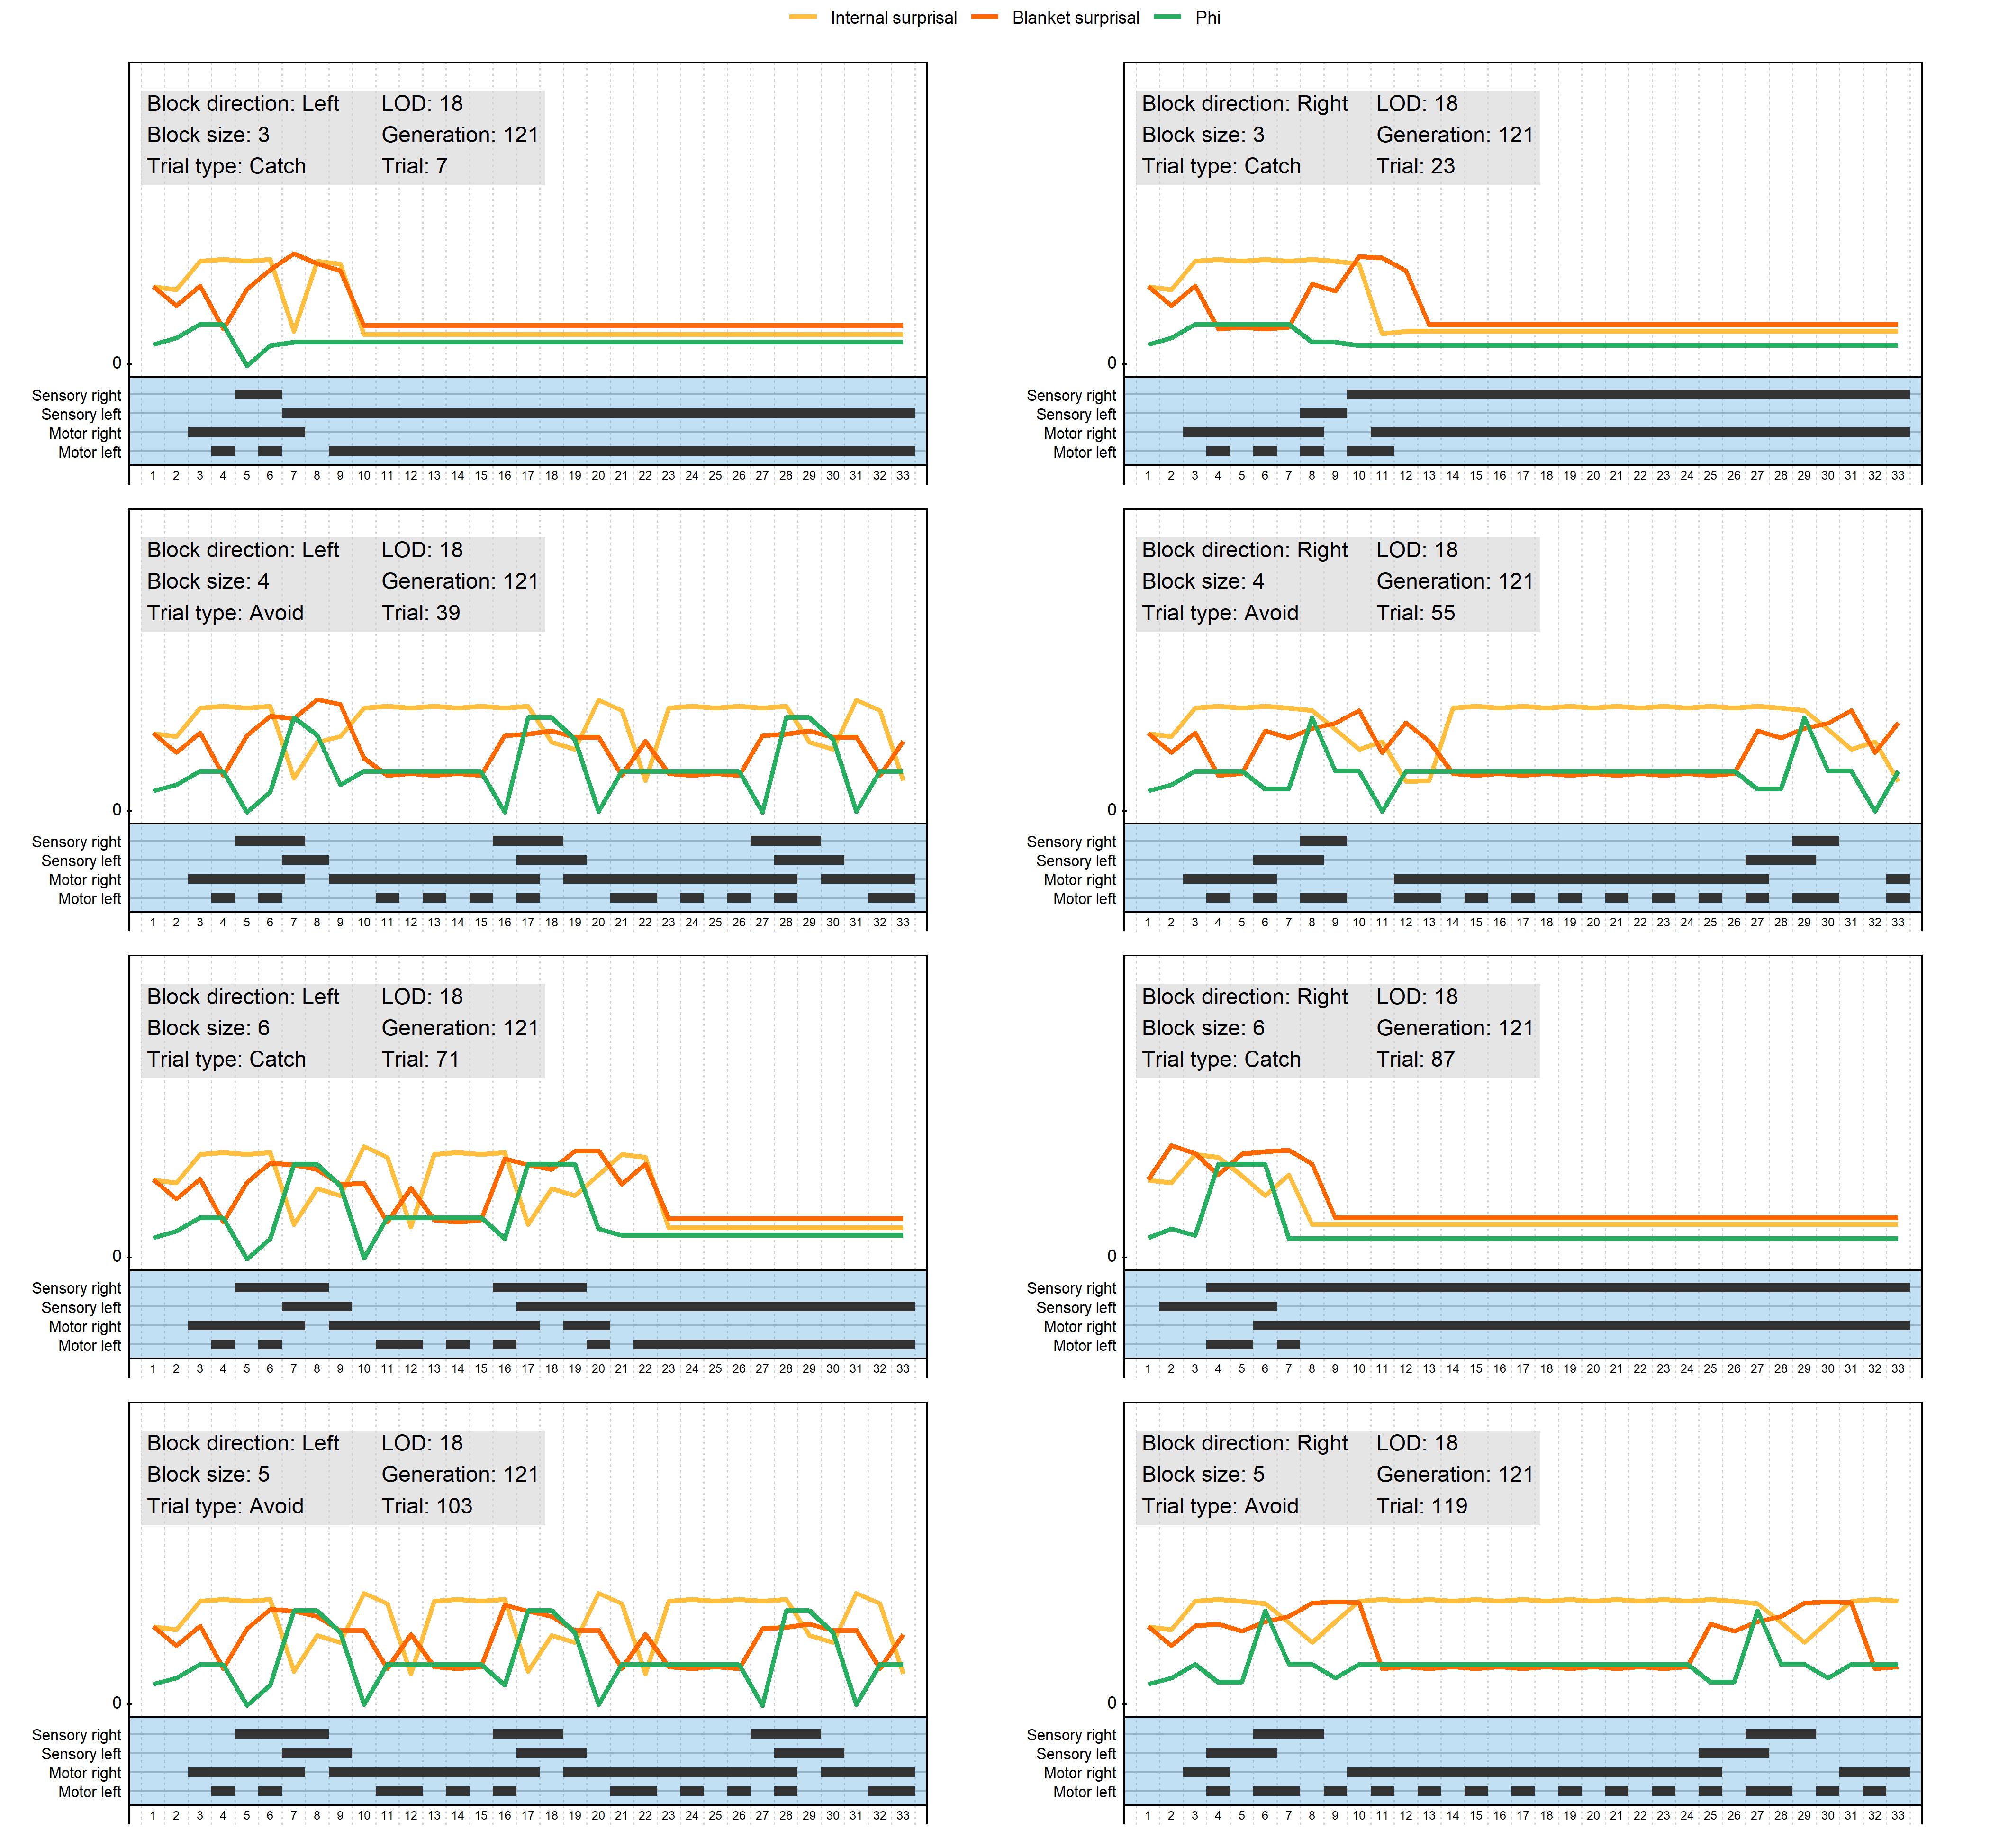 Internal surprisal Blanket surprisal Phi
Block direction: Left LOD: 18
Block size: 3 Generation: 121
Trial type: Catch Trial: 7
0
Sensory right
Sensory left
Motor right
Motor left
1 2 3 4 5 6 7 8 9 10 11 12 13 14 15 16 17 18 19 20 21 22 23 24 25 26 27 28 29 30 31 32 33
Block direction: Right LOD: 18
Block size: 3 Generation: 121
Trial type: Catch Trial: 23
0
Sensory right
Sensory left
Motor right
Motor left
1 2 3 4 5 6 7 8 9 10 11 12 13 14 15 16 17 18 19 20 21 22 23 24 25 26 27 28 29 30 31 32 33
Block direction: Left LOD: 18
Block size: 4 Generation: 121
Trial type: Avoid Trial: 39
0
Sensory right
Sensory left
Motor right
Motor left
1 2 3 4 5 6 7 8 9 10 11 12 13 14 15 16 17 18 19 20 21 22 23 24 25 26 27 28 29 30 31 32 33
Block direction: Right LOD: 18
Block size: 4 Generation: 121
Trial type: Avoid Trial: 55
0
Sensory right
Sensory left
Motor right
Motor left
1 2 3 4 5 6 7 8 9 10 11 12 13 14 15 16 17 18 19 20 21 22 23 24 25 26 27 28 29 30 31 32 33
Block direction: Left LOD: 18
Block size: 6 Generation: 121
Trial type: Catch Trial: 71
0
Sensory right
Sensory left
Motor right
Motor left
1 2 3 4 5 6 7 8 9 10 11 12 13 14 15 16 17 18 19 20 21 22 23 24 25 26 27 28 29 30 31 32 33
Block direction: Right LOD: 18
Block size: 6 Generation: 121
Trial type: Catch Trial: 87
0
Sensory right
Sensory left
Motor right
Motor left
1 2 3 4 5 6 7 8 9 10 11 12 13 14 15 16 17 18 19 20 21 22 23 24 25 26 27 28 29 30 31 32 33
Block direction: Left LOD: 18
Block size: 5 Generation: 121
Trial type: Avoid Trial: 103
0
Sensory right
Sensory left
Motor right
Motor left
1 2 3 4 5 6 7 8 9 10 11 12 13 14 15 16 17 18 19 20 21 22 23 24 25 26 27 28 29 30 31 32 33
Block direction: Right LOD: 18
Block size: 5 Generation: 121
Trial type: Avoid Trial: 119
0
Sensory right
Sensory left
Motor right
Motor left
1 2 3 4 5 6 7 8 9 10 11 12 13 14 15 16 17 18 19 20 21 22 23 24 25 26 27 28 29 30 31 32 33